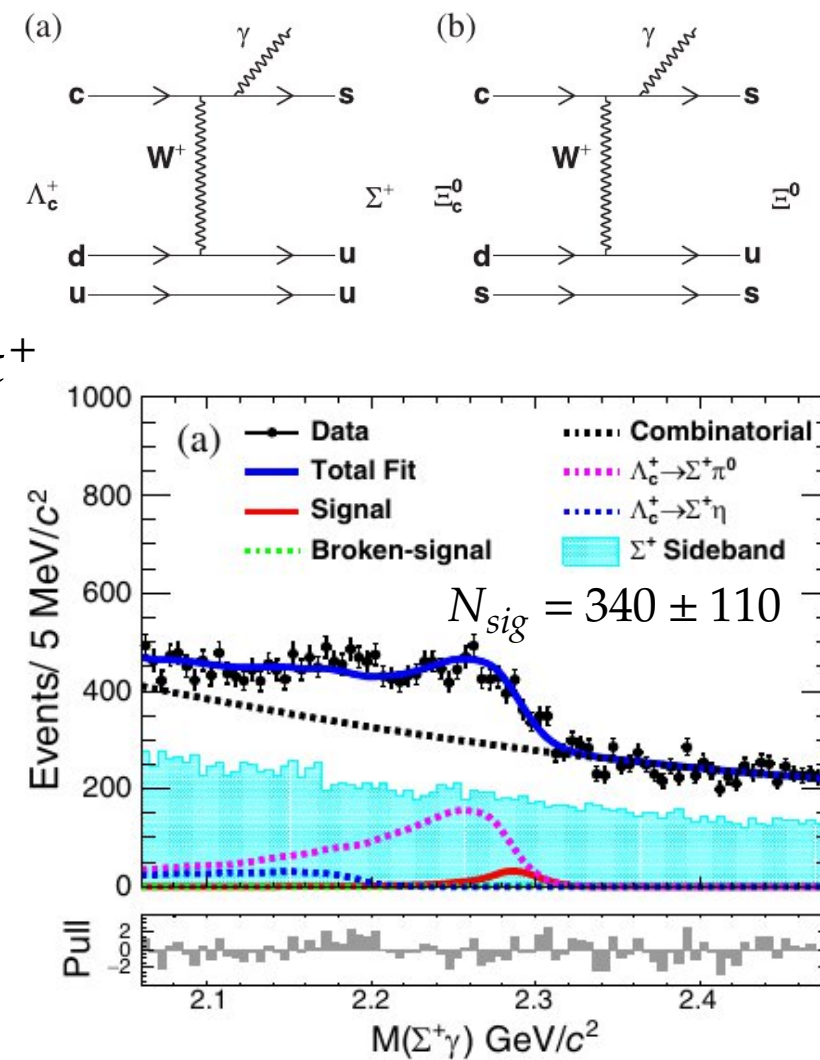 (a) (b)
γ γ
c s c s
W⁺ W⁺
Λc⁺ Σ⁺ Ξc⁰ Ξ⁰
d u d u
u u s s
+
1000
(a) Data Combinatorial
Total Fit Λc⁺→Σ⁺π⁰
800
Signal Λc⁺→Σ⁺η
Broken-signal Σ⁺ Sideband
600
N_sig = 340 ± 110
400
200
0
Events/ 5 MeV/c²
2
0
−2
Pull
2.1 2.2 2.3 2.4
M(Σ⁺γ) GeV/c²